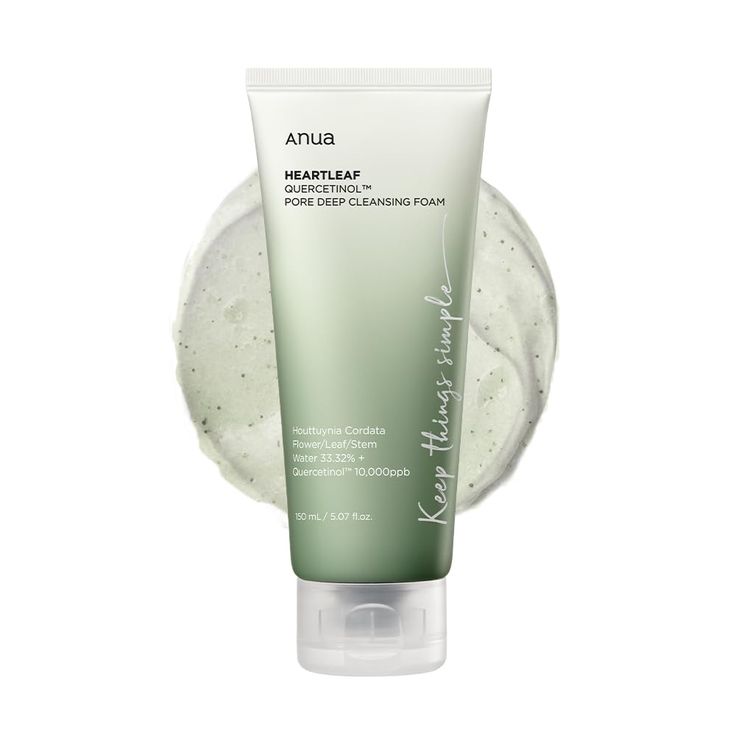 Anua
HEARTLEAF
QUERCETINOL™
PORE DEEP CLEANSING FOAM
Keep things simple
Houttuynia Cordata
Flower/Leaf/Stem
Water 33.32% +
Quercetinol™ 10,000ppb
150 mL / 5.07 fl.oz.